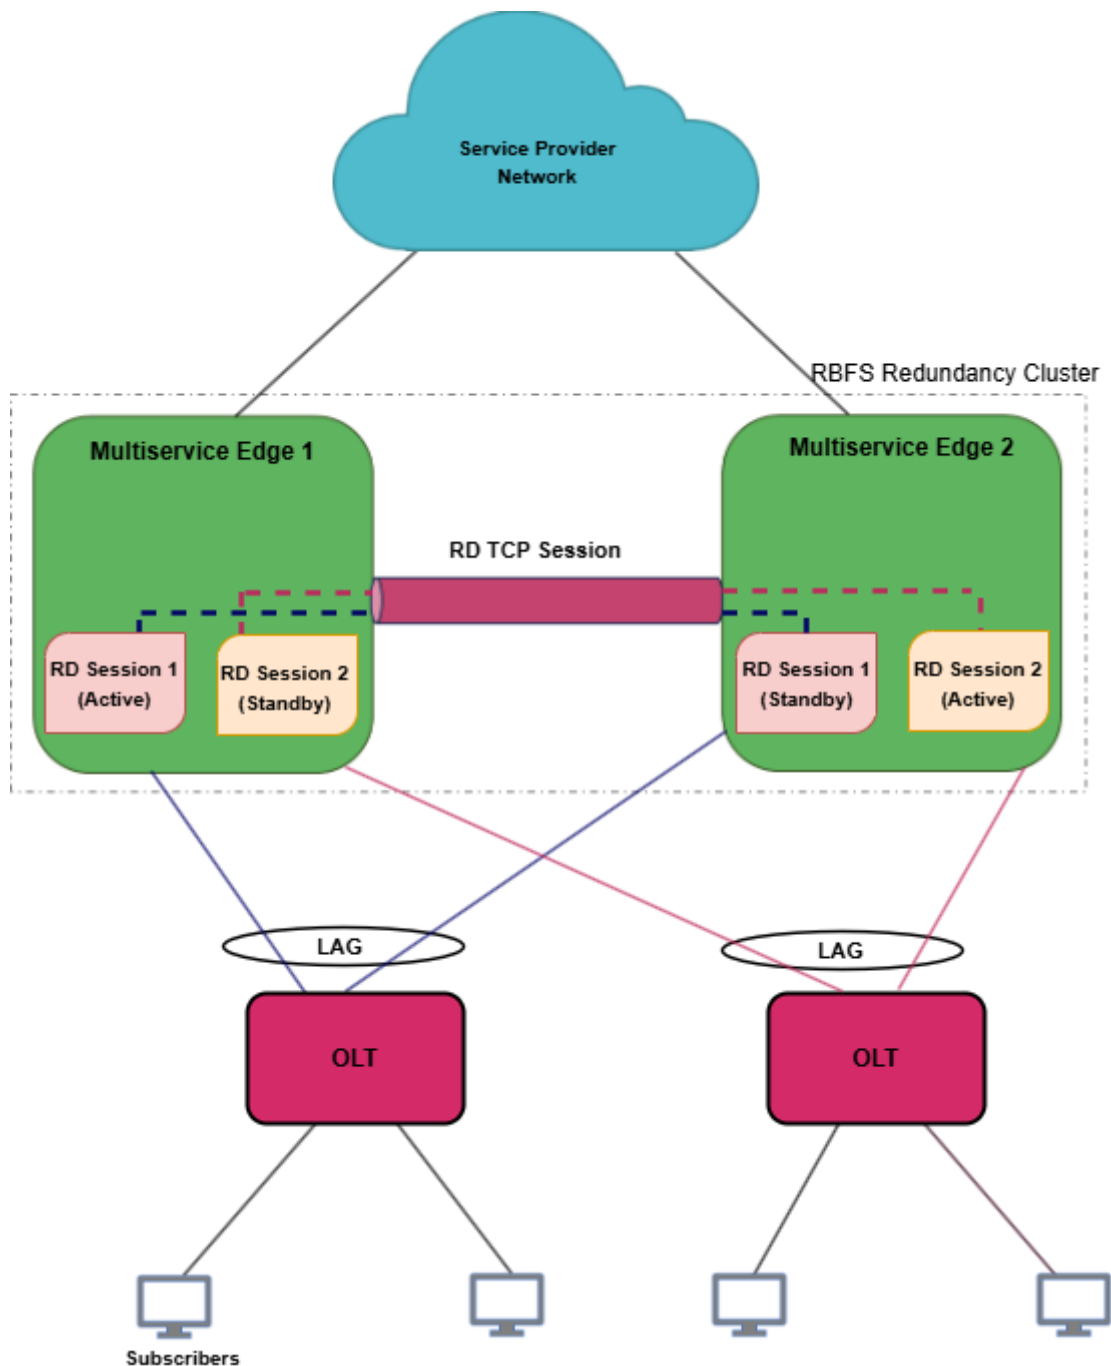 Service Provider
Network
RBFS Redundancy Cluster
Multiservice Edge 1
Multiservice Edge 2
RD TCP Session
RD Session 1
(Active)
RD Session 2
(Standby)
RD Session 1
(Standby)
RD Session 2
(Active)
LAG
LAG
OLT
OLT
Subscribers